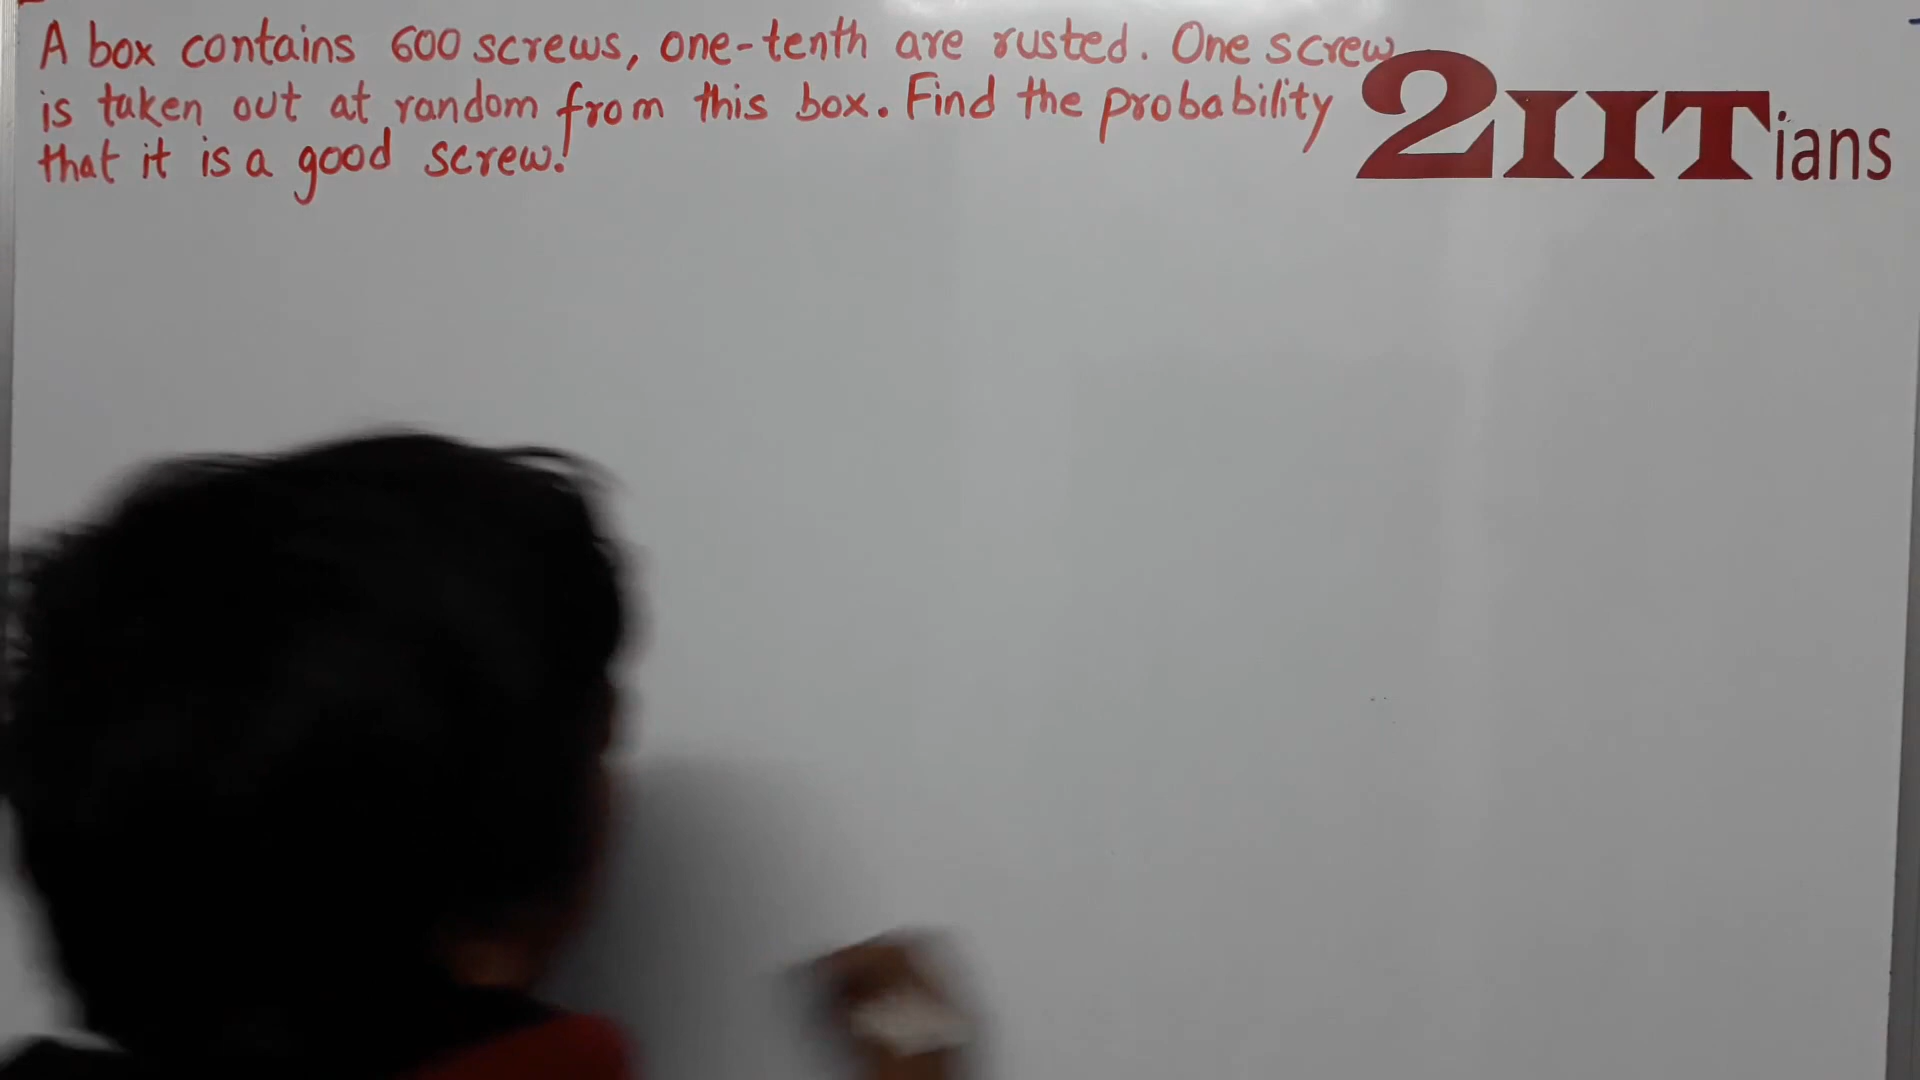 A box contains 600 screws, one-tenth are rusted. One screw
is taken out at random from this box. Find the probability
that it is a good screw.
2IITians